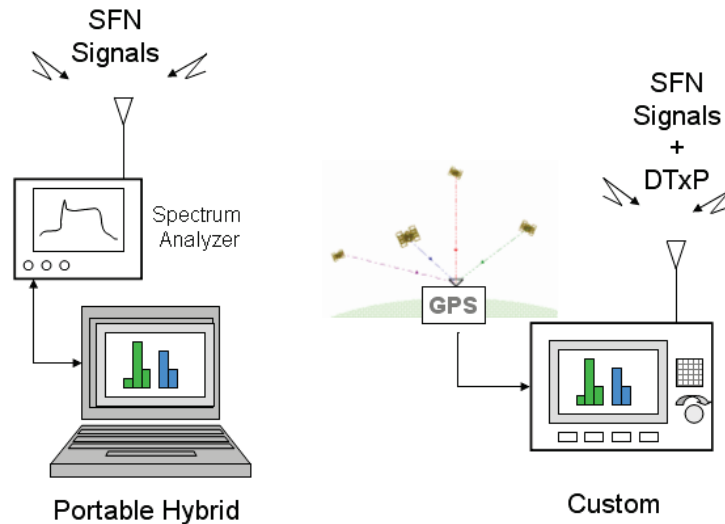 SFN
Signals
Spectrum
Analyzer
Portable Hybrid
SFN
Signals
+
DTxP
GPS
Custom